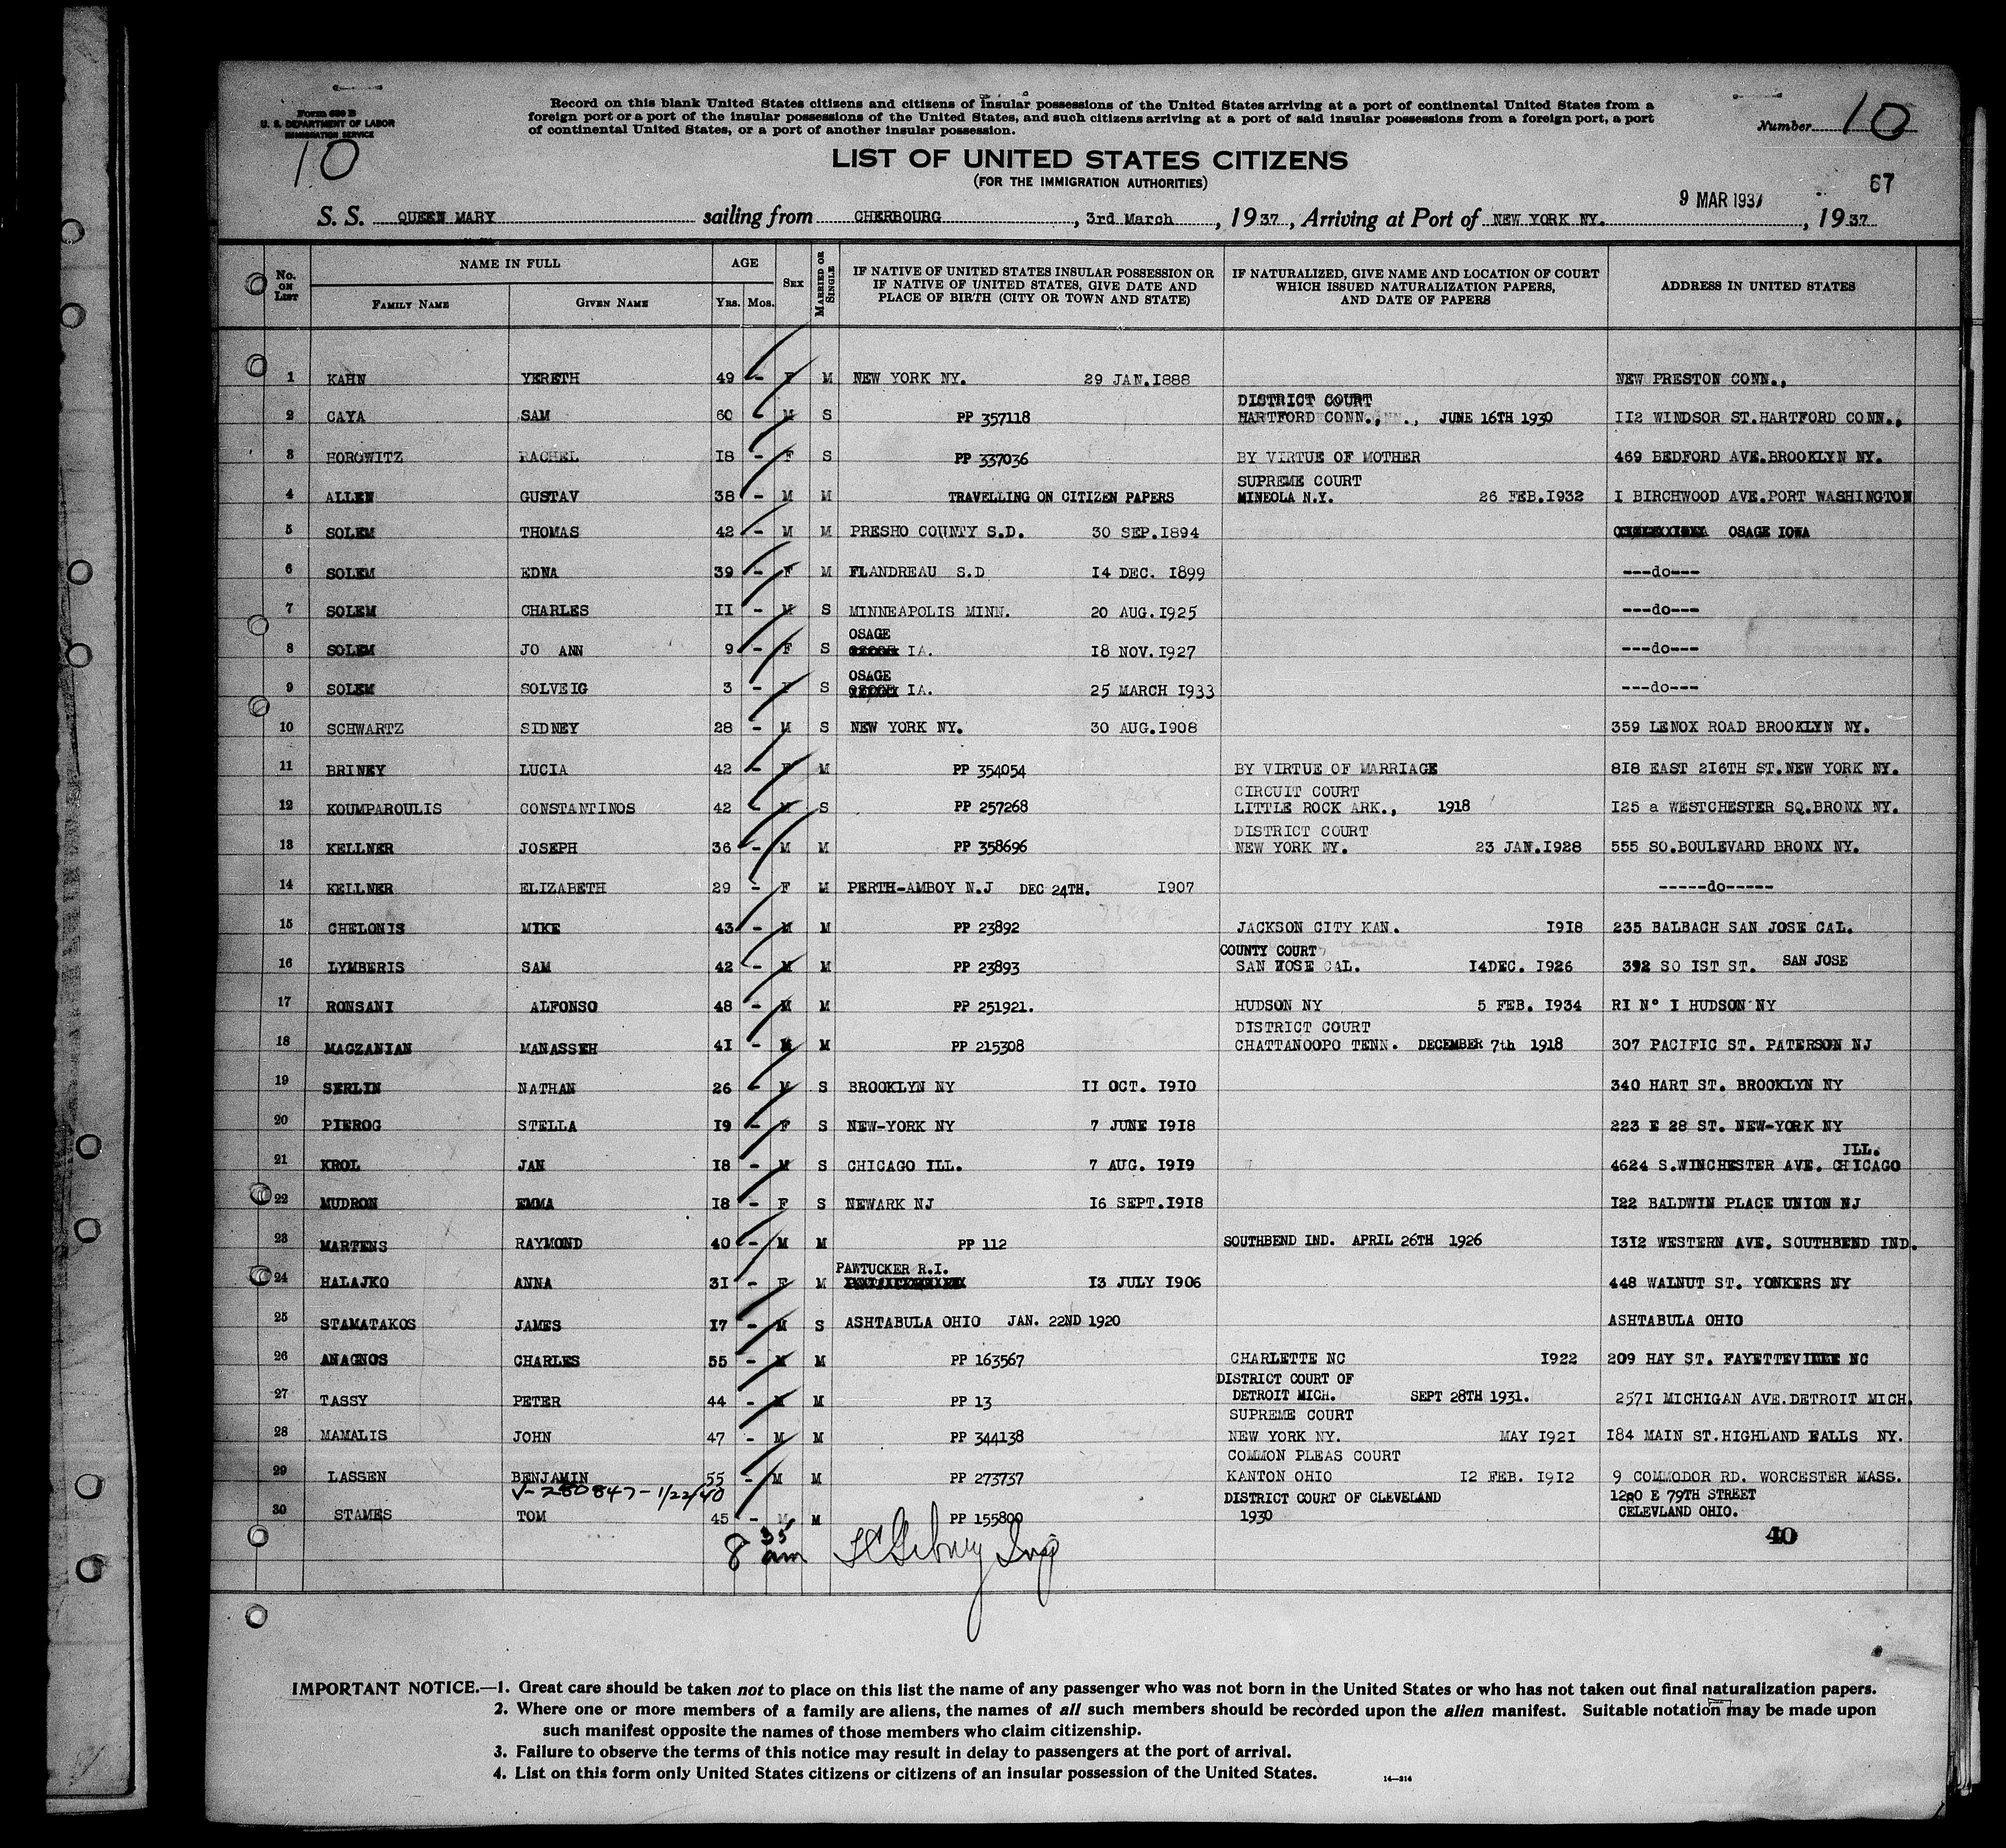 Form 630 B
U. S. DEPARTMENT OF LABOR
IMMIGRATION SERVICE
10
Record on this blank United States citizens and citizens of insular possessions of the United States arriving at a port of continental United States from a
foreign port or a port of the insular possessions of the United States, and such citizens arriving at a port of said insular possessions from a foreign port, a port
of continental United States, or a port of another insular possession.
Number 10
LIST OF UNITED STATES CITIZENS
(FOR THE IMMIGRATION AUTHORITIES)
67
9 MAR 1937
S. S. QUEEN MARY sailing from CHERBOURG, 3rd March, 1937, Arriving at Port of NEW YORK NY., 1937
No. ON LIST
NAME IN FULL
FAMILY NAME
GIVEN NAME
AGE
YRS. MOS.
SEX
MARRIED OR SINGLE
IF NATIVE OF UNITED STATES INSULAR POSSESSION OR
IF NATIVE OF UNITED STATES, GIVE DATE AND
PLACE OF BIRTH (CITY OR TOWN AND STATE)
IF NATURALIZED, GIVE NAME AND LOCATION OF COURT
WHICH ISSUED NATURALIZATION PAPERS,
AND DATE OF PAPERS
ADDRESS IN UNITED STATES
1 KAHN YERETH 49 - F M NEW YORK NY. 29 JAN.1888 NEW PRESTON CONN.,
DISTRICT COURT
2 CAYA SAM 60 - M S PP 357118 HARTFORD CONN., JUNE 16TH 1930 112 WINDSOR ST.HARTFORD CONN.,
3 HOROWITZ RACHEL 18 - F S PP 337036 BY VIRTUE OF MOTHER 469 BEDFORD AVE.BROOKLYN NY.
SUPREME COURT
4 ALLEN GUSTAV 38 - M M TRAVELLING ON CITIZEN PAPERS MINEOLA N.Y. 26 FEB.1932 1 BIRCHWOOD AVE.PORT WASHINGTON
5 SOLEM THOMAS 42 - M M PRESHO COUNTY S.D. 30 SEP.1894 OSAGE IOWA
6 SOLEM EDNA 39 - F M FLANDREAU S.D 14 DEC. 1899 ---do---
7 SOLEM CHARLES 11 - M S MINNEAPOLIS MINN. 20 AUG.1925 ---do---
OSAGE
8 SOLEM JO ANN 9 - F S IA. 18 NOV.1927 ---do---
OSAGE
9 SOLEM SOLVEIG 3 - F S IA. 25 MARCH 1933 ---do---
10 SCHWARTZ SIDNEY 28 - M S NEW YORK NY. 30 AUG.1908 359 LENOX ROAD BROOKLYN NY.
11 BRINEY LUCIA 42 - F M PP 354054 BY VIRTUE OF MARRIAGE 818 EAST 216TH ST.NEW YORK NY.
CIRCUIT COURT
12 KOUMPAROULIS CONSTANTINOS 42 - M S PP 257268 LITTLE ROCK ARK., 1918 125 a WESTCHESTER SQ.BRONX NY.
DISTRICT COURT
13 KELLNER JOSEPH 36 - M M PP 358696 NEW YORK NY. 23 JAN.1928 555 SO.BOULEVARD BRONX NY.
14 KELLNER ELIZABETH 29 - F M PERTH-AMBOY N.J DEC 24TH. 1907 -----do-----
15 CHELONIS MIKE 43 - M M PP 23892 JACKSON CITY KAN. 1918 235 BALBACH SAN JOSE CAL.
COUNTY COURT
16 LYMBERIS SAM 42 - M M PP 23893 SAN HOSE CAL. 14DEC. 1926 392 SO 1ST ST. SAN JOSE
17 RONSANI ALFONSO 48 - M M PP 251921. HUDSON NY 5 FEB. 1934 RI N° 1 HUDSON NY
DISTRICT COURT
18 MAGZANIAN MANASSEH 41 - M M PP 215308 CHATTANOOPO TENN. DECEMBER 7th 1918 307 PACIFIC ST. PATERSON NJ
19 SERLIN NATHAN 26 - M S BROOKLYN NY 11 OCT. 1910 340 HART ST. BROOKLYN NY
20 PIEROG STELLA 19 - F S NEW-YORK NY 7 JUNE 1918 223 E 28 ST. NEW-YORK NY
ILL.
21 KROL JAN 18 - M S CHICAGO ILL. 7 AUG. 1919 4624 S.WINCHESTER AVE. CHICAGO
22 MUDRON EMMA 18 - F S NEWARK NJ 16 SEPT.1918 122 BALDWIN PLACE UNION NJ
23 MARTENS RAYMOND 40 - M M PP 112 SOUTHBEND IND. APRIL 26TH 1926 1312 WESTERN AVE. SOUTHBEND IND.
PAWTUCKER R.I.
24 HALAJKO ANNA 31 - F M 13 JULY 1906 448 WALNUT ST. YONKERS NY
25 STAMATAKOS JAMES 17 - M S ASHTABULA OHIO JAN. 22ND 1920 ASHTABULA OHIO
26 ANAGNOS CHARLES 55 - M M PP 163567 CHARLETTE NC 1922 209 HAY ST. FAYETTEVILLE NC
DISTRICT COURT OF
27 TASSY PETER 44 - M M PP 13 DETROIT MICH. SEPT 28TH 1931. 2571 MICHIGAN AVE.DETROIT MICH.
SUPREME COURT
28 MAMALIS JOHN 47 - M M PP 344138 NEW YORK NY. MAY 1921 184 MAIN ST.HIGHLAND FALLS NY.
COMMON PLEAS COURT
29 LASSEN BENJAMIN 55 - M M PP 273737 KANTON OHIO 12 FEB. 1912 9 COMMODOR RD. WORCESTER MASS.
V-280847-1/22/40
DISTRICT COURT OF CLEVELAND 1280 E 79TH STREET
30 STAMES TOM 45 - M M PP 155800 1930 CELEVLAND OHIO.
8 35 am
40
IMPORTANT NOTICE.—1. Great care should be taken not to place on this list the name of any passenger who was not born in the United States or who has not taken out final naturalization papers.
2. Where one or more members of a family are aliens, the names of all such members should be recorded upon the alien manifest. Suitable notation may be made upon
such manifest opposite the names of those members who claim citizenship.
3. Failure to observe the terms of this notice may result in delay to passengers at the port of arrival.
4. List on this form only United States citizens or citizens of an insular possession of the United States.
14—314